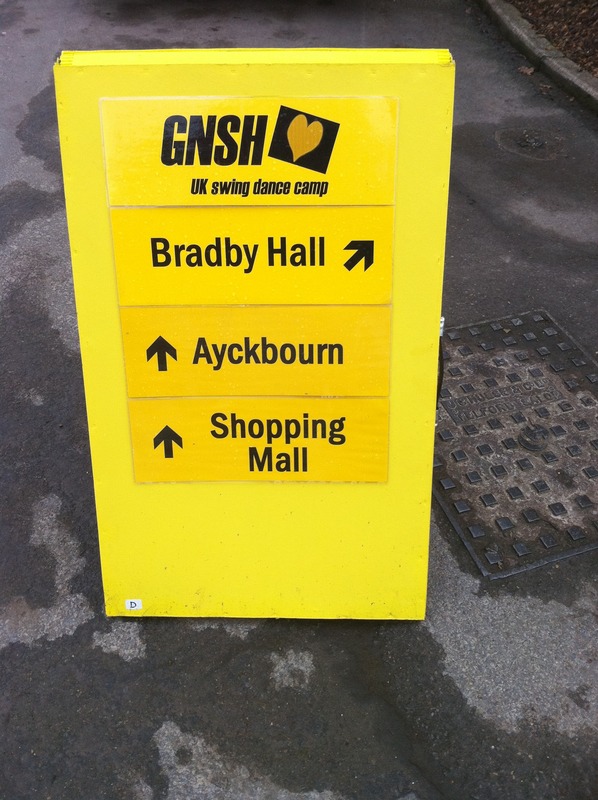 GNSH
UK swing dance camp
Bradby Hall
Ayckbourn
Shopping
Mall
D